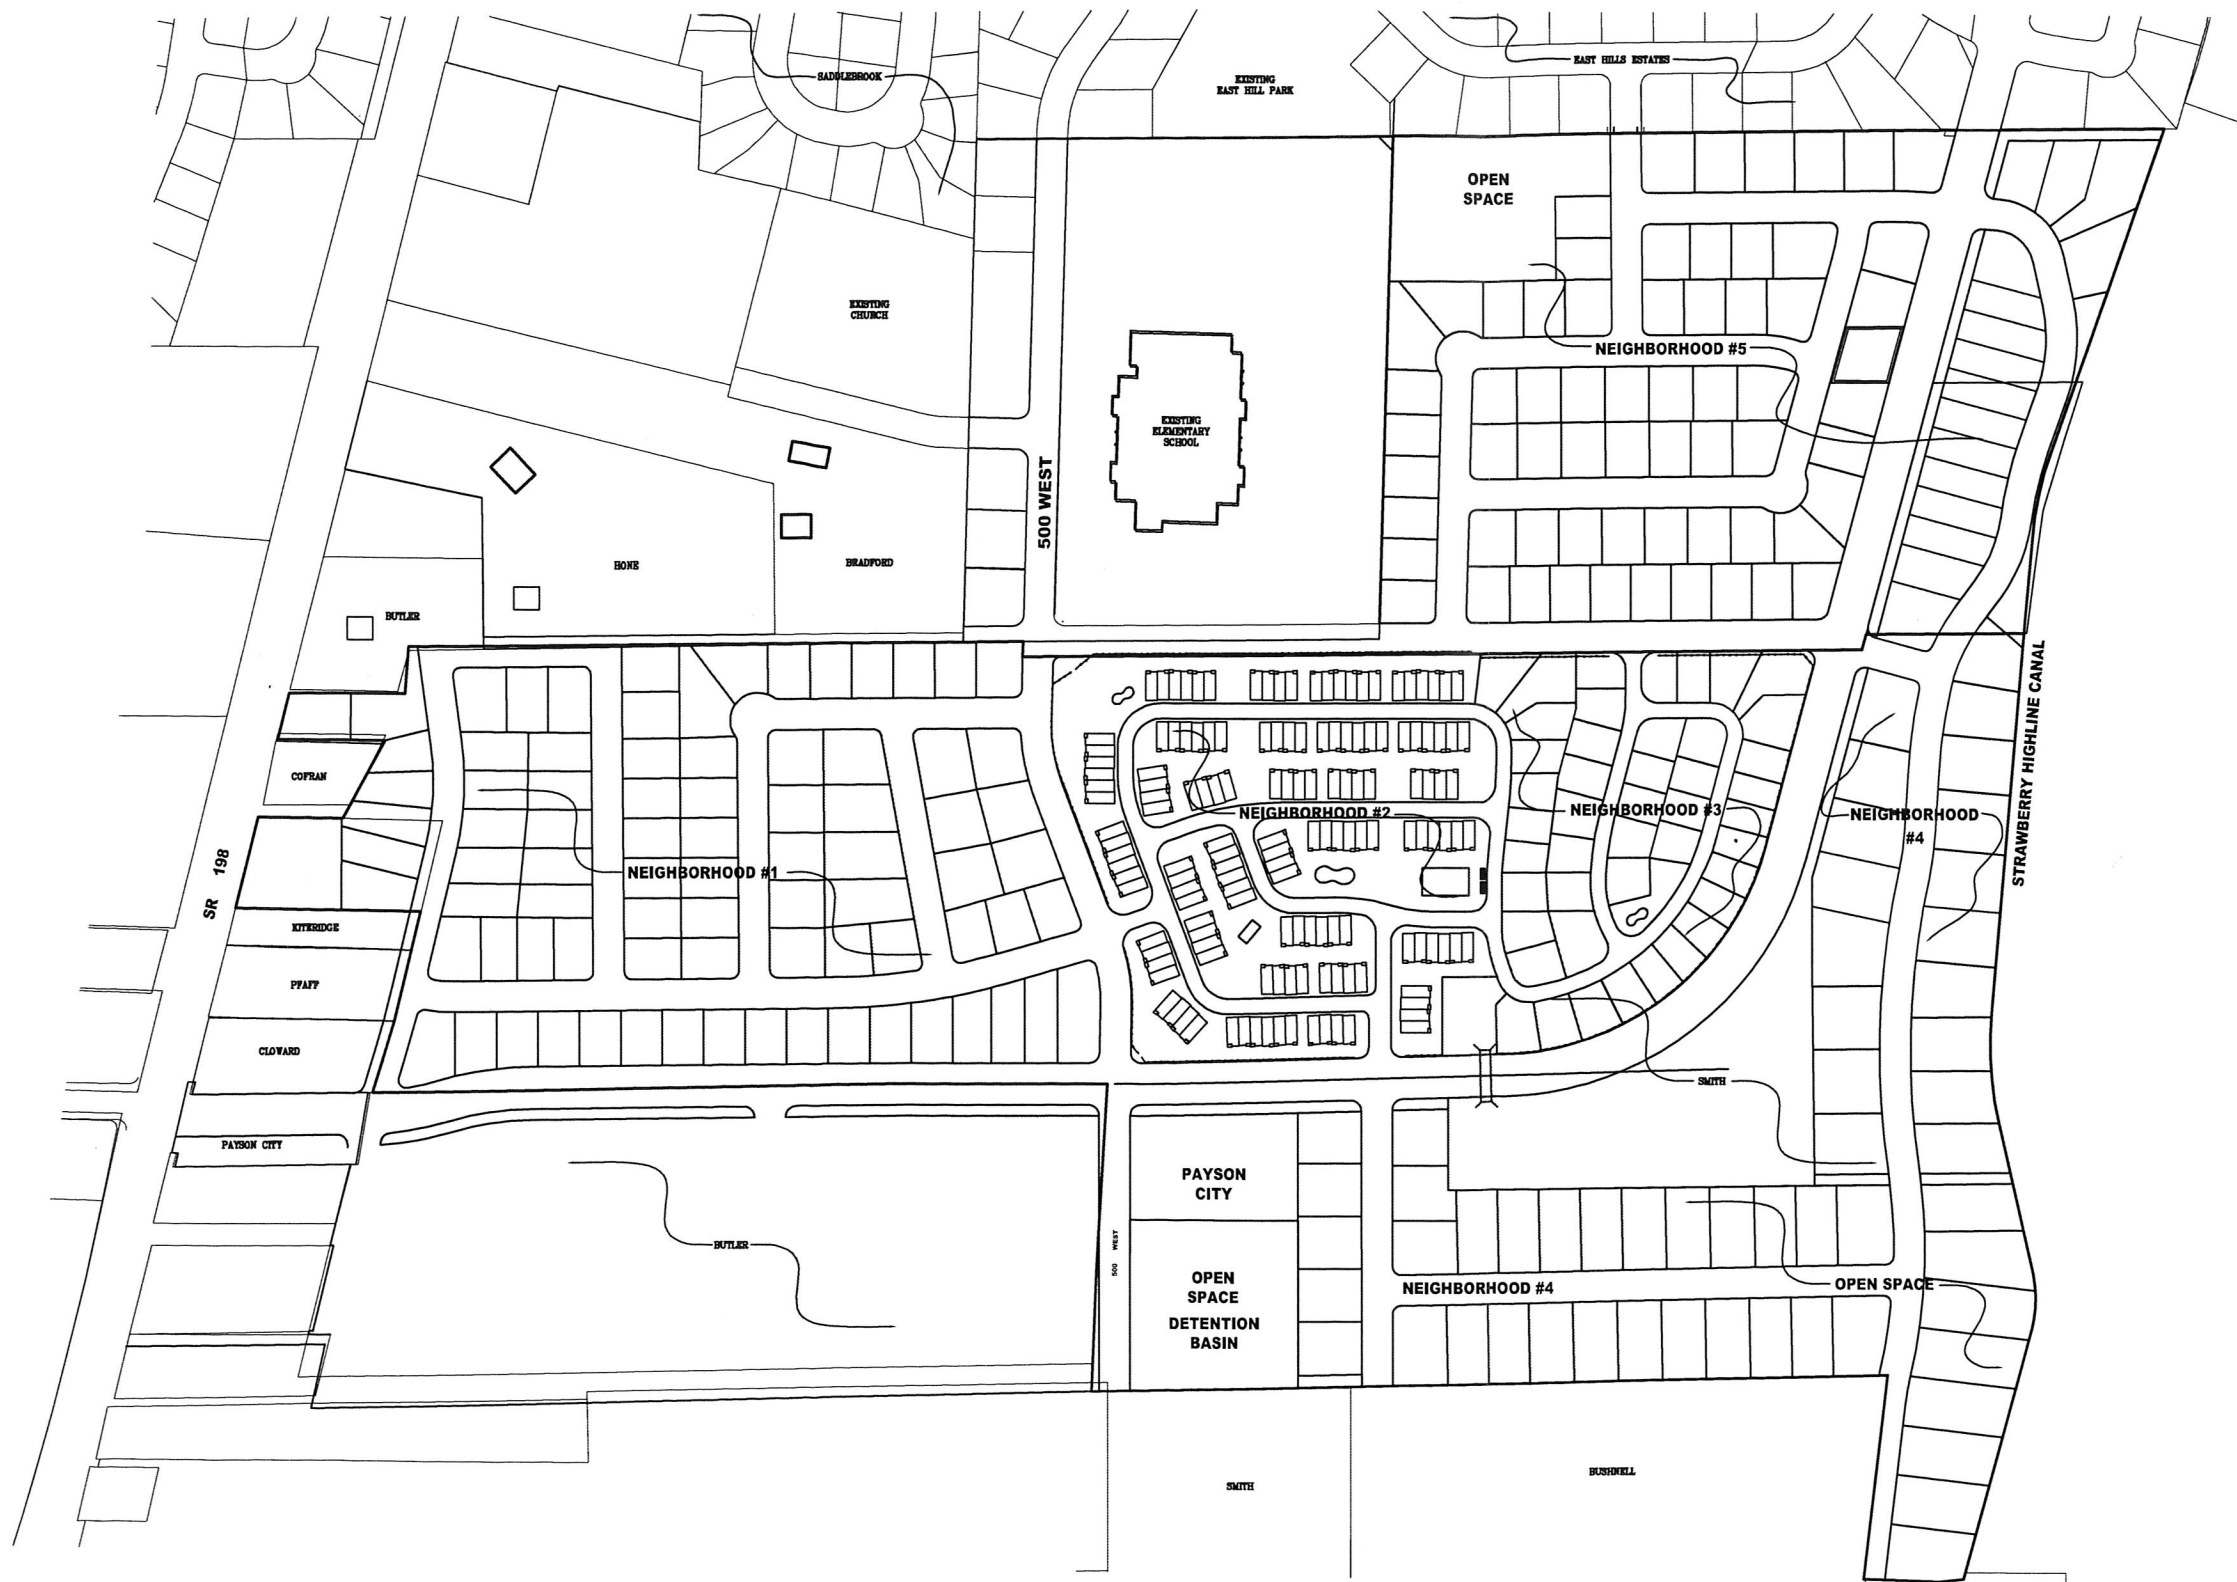 EAST HILLS ESTATES
SADDLEBROOK
EXISTING
EAST HILL PARK
OPEN
SPACE
EXISTING
CHURCH
NEIGHBORHOOD #5
EXISTING
ELEMENTARY
SCHOOL
500 WEST
HONE
BRADFORD
BUTLER
STRAWBERRY HIGHLINE CANAL
COFRAN
NEIGHBORHOOD #2
NEIGHBORHOOD #3
NEIGHBORHOOD
#4
SR 198
NEIGHBORHOOD #1
KITERIDGE
PFAFF
CLOWARD
SMITH
PAYSON CITY
PAYSON
CITY
BUTLER
500 WEST
OPEN
SPACE
DETENTION
BASIN
NEIGHBORHOOD #4
OPEN SPACE
SMITH
BUSHNELL